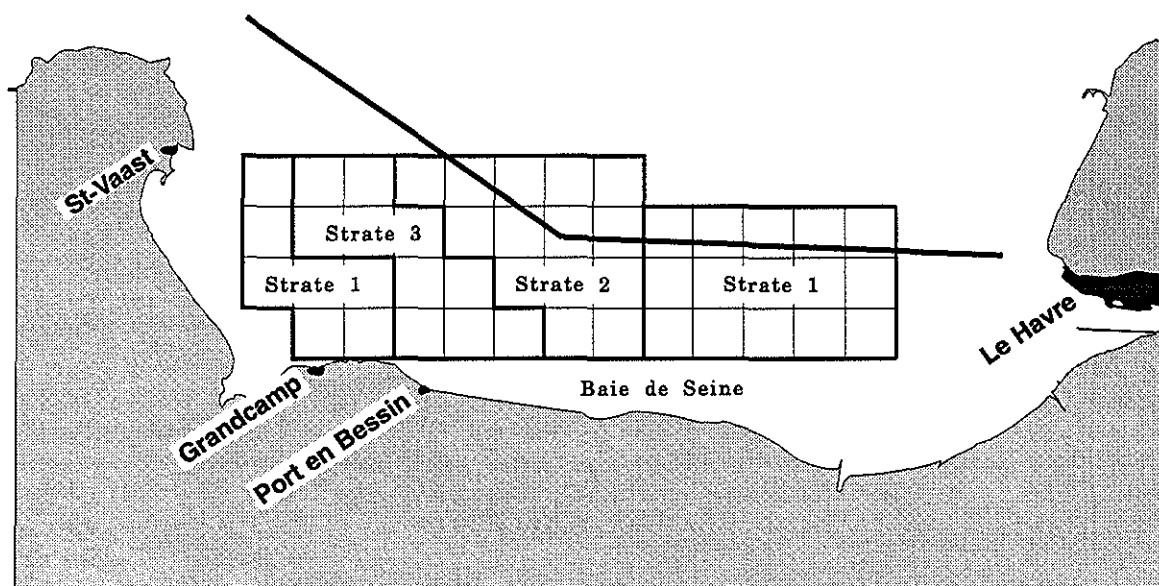 St-Vaast
Strate 3
Strate 1
Strate 2
Strate 1
Le Havre
Baie de Seine
Grandcamp
Port en Bessin